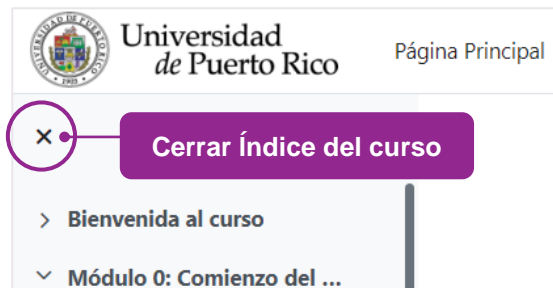 Universidad
de Puerto Rico
Página Principal
Cerrar Índice del curso
Bienvenida al curso
Módulo 0: Comienzo del ...